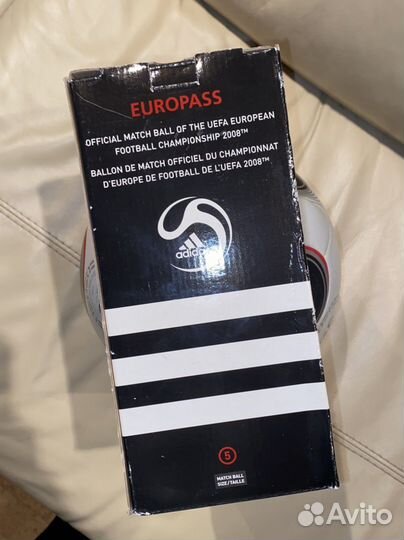 EUROPASS
OFFICIAL MATCH BALL OF THE UEFA EUROPEAN
FOOTBALL CHAMPIONSHIP 2008™
BALLON DE MATCH OFFICIEL DU CHAMPIONNAT
D'EUROPE DE FOOTBALL DE L'UEFA 2008™
adidas
5
MATCH BALL
SIZE/TAILLE
Avito